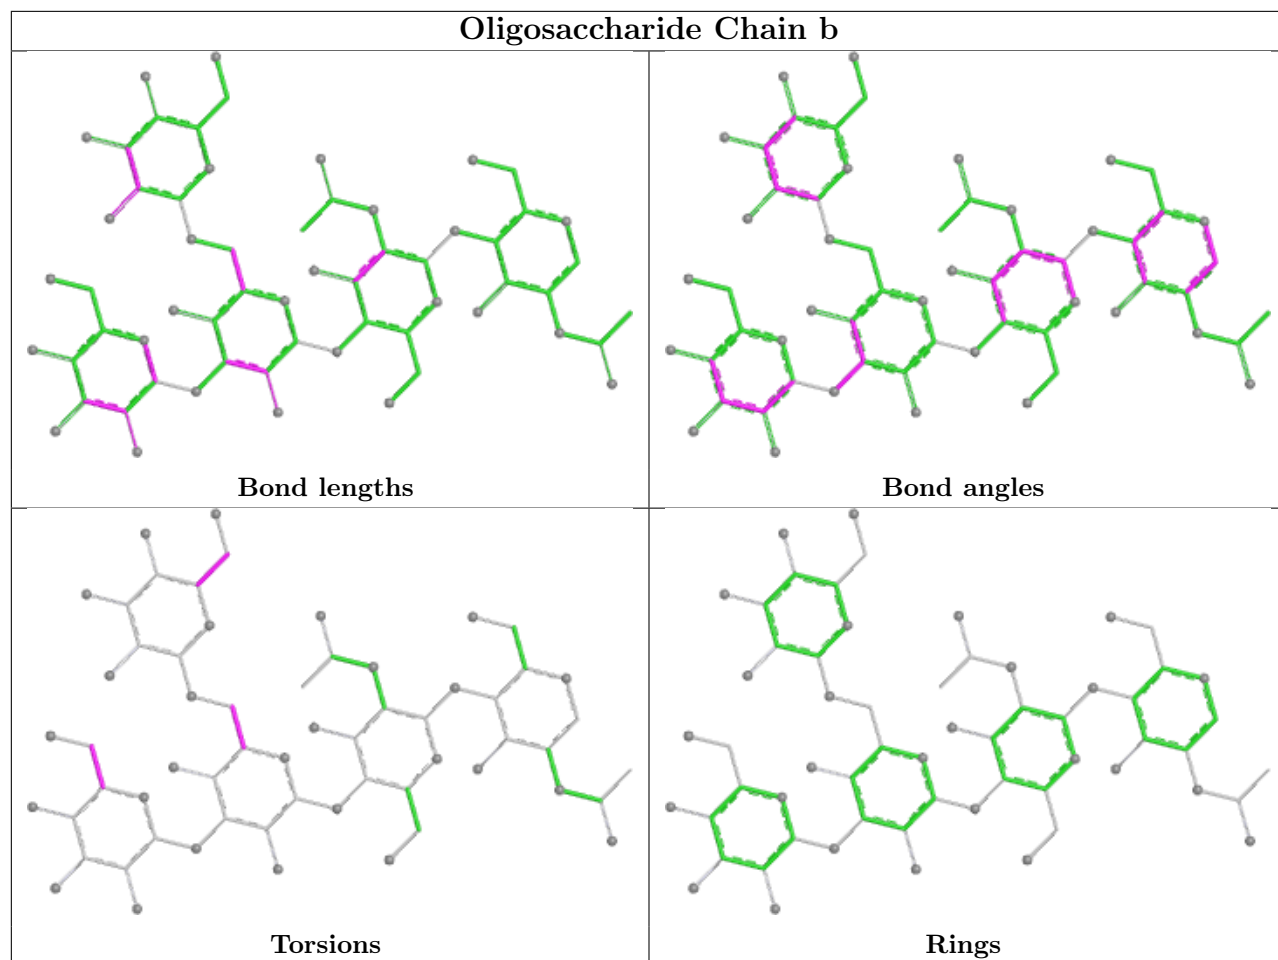 Oligosaccharide Chain b
Bond lengths
Bond angles
Torsions
Rings